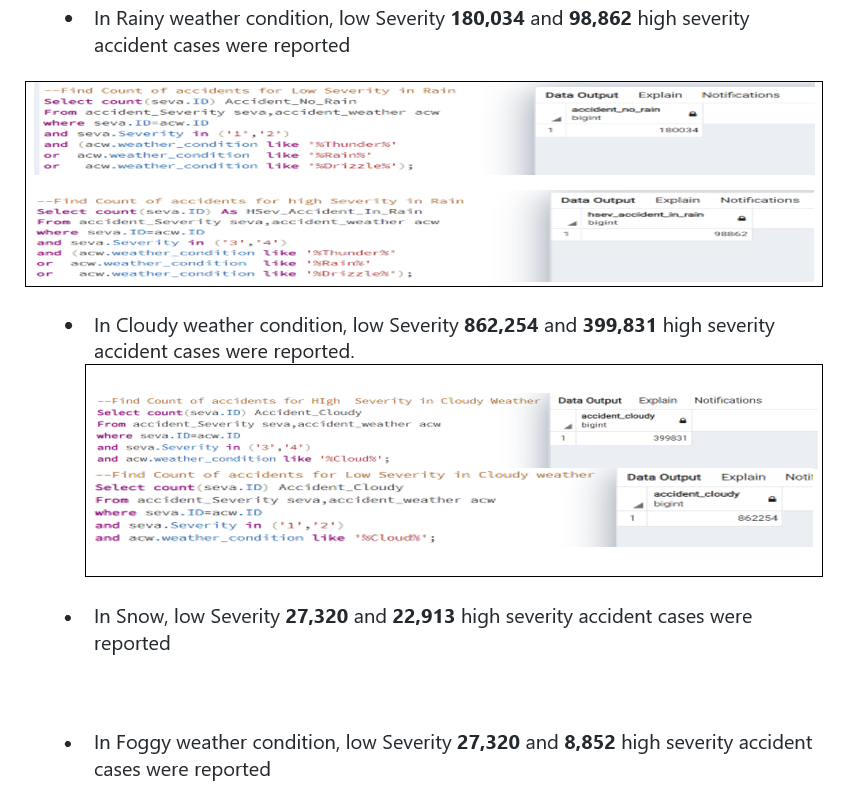 • In Rainy weather condition, low Severity 180,034 and 98,862 high severity
accident cases were reported
--Find Count of accidents for Low Severity in Rain
Select count(seva.ID) Accident_No_Rain
From accident_Severity seva,accident_weather acw
where seva.ID=acw.ID
and seva.Severity in ('1','2')
and (acw.weather_condition like '%Thunder%'
or acw.weather_condition like '%Rain%'
or acw.weather_condition like '%Drizzle%');
Data Output Explain Notifications
accident_no_rain
bigint
1 180034
--Find Count of accidents for high Severity in Rain
Select count(seva.ID) As HSev_Accident_In_Rain
From accident_Severity seva,accident_weather acw
where seva.ID=acw.ID
and seva.Severity in ('3','4')
and (acw.weather_condition like '%Thunder%'
or acw.weather_condition like '%Rain%'
or acw.weather_condition like '%Drizzle%');
Data Output Explain Notifications
hsev_accident_in_rain
bigint
1 98862
• In Cloudy weather condition, low Severity 862,254 and 399,831 high severity
accident cases were reported.
--Find Count of accidents for HIgh Severity in Cloudy Weather
Select count(seva.ID) Accident_Cloudy
From accident_Severity seva,accident_weather acw
where seva.ID=acw.ID
and seva.Severity in ('3','4')
and acw.weather_condition like '%Cloud%';
Data Output Explain Notifications
accident_cloudy
bigint
1 399831
--Find Count of accidents for Low Severity in Cloudy weather
Select count(seva.ID) Accident_Cloudy
From accident_Severity seva,accident_weather acw
where seva.ID=acw.ID
and seva.Severity in ('1','2')
and acw.weather_condition like '%Cloud%';
Data Output Explain Noti
accident_cloudy
bigint
1 862254
• In Snow, low Severity 27,320 and 22,913 high severity accident cases were
reported
• In Foggy weather condition, low Severity 27,320 and 8,852 high severity accident
cases were reported